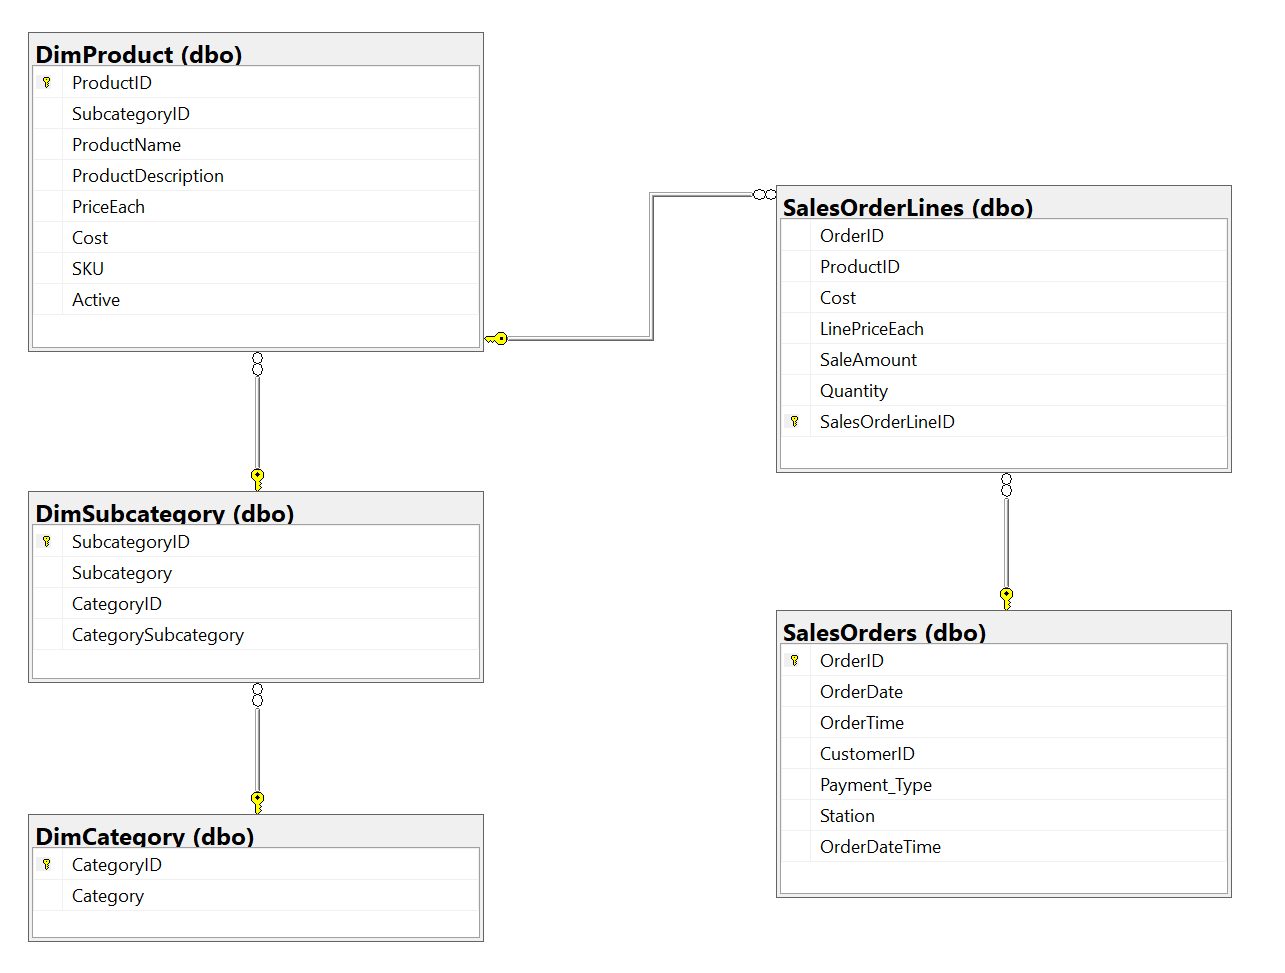 DimProduct (dbo)
ProductID
SubcategoryID
ProductName
ProductDescription
PriceEach
Cost
SKU
Active
SalesOrderLines (dbo)
OrderID
ProductID
Cost
LinePriceEach
SaleAmount
Quantity
SalesOrderLineID
DimSubcategory (dbo)
SubcategoryID
Subcategory
CategoryID
CategorySubcategory
SalesOrders (dbo)
OrderID
OrderDate
OrderTime
CustomerID
Payment_Type
Station
OrderDateTime
DimCategory (dbo)
CategoryID
Category